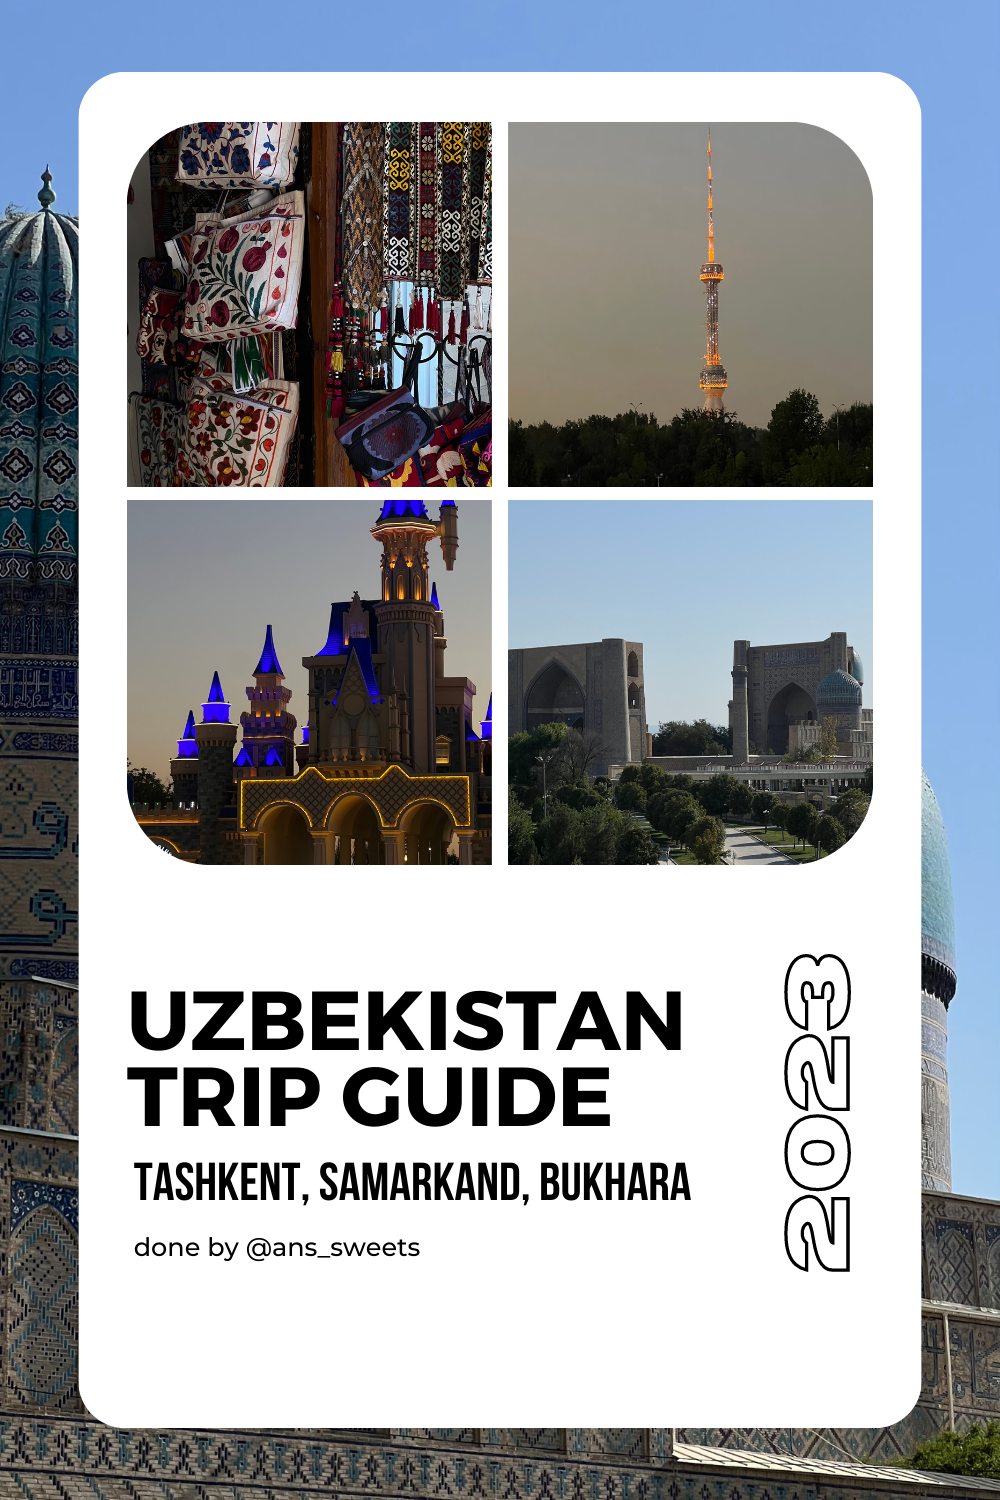 UZBEKISTAN
TRIP GUIDE
TASHKENT, SAMARKAND, BUKHARA
done by @ans_sweets
2023